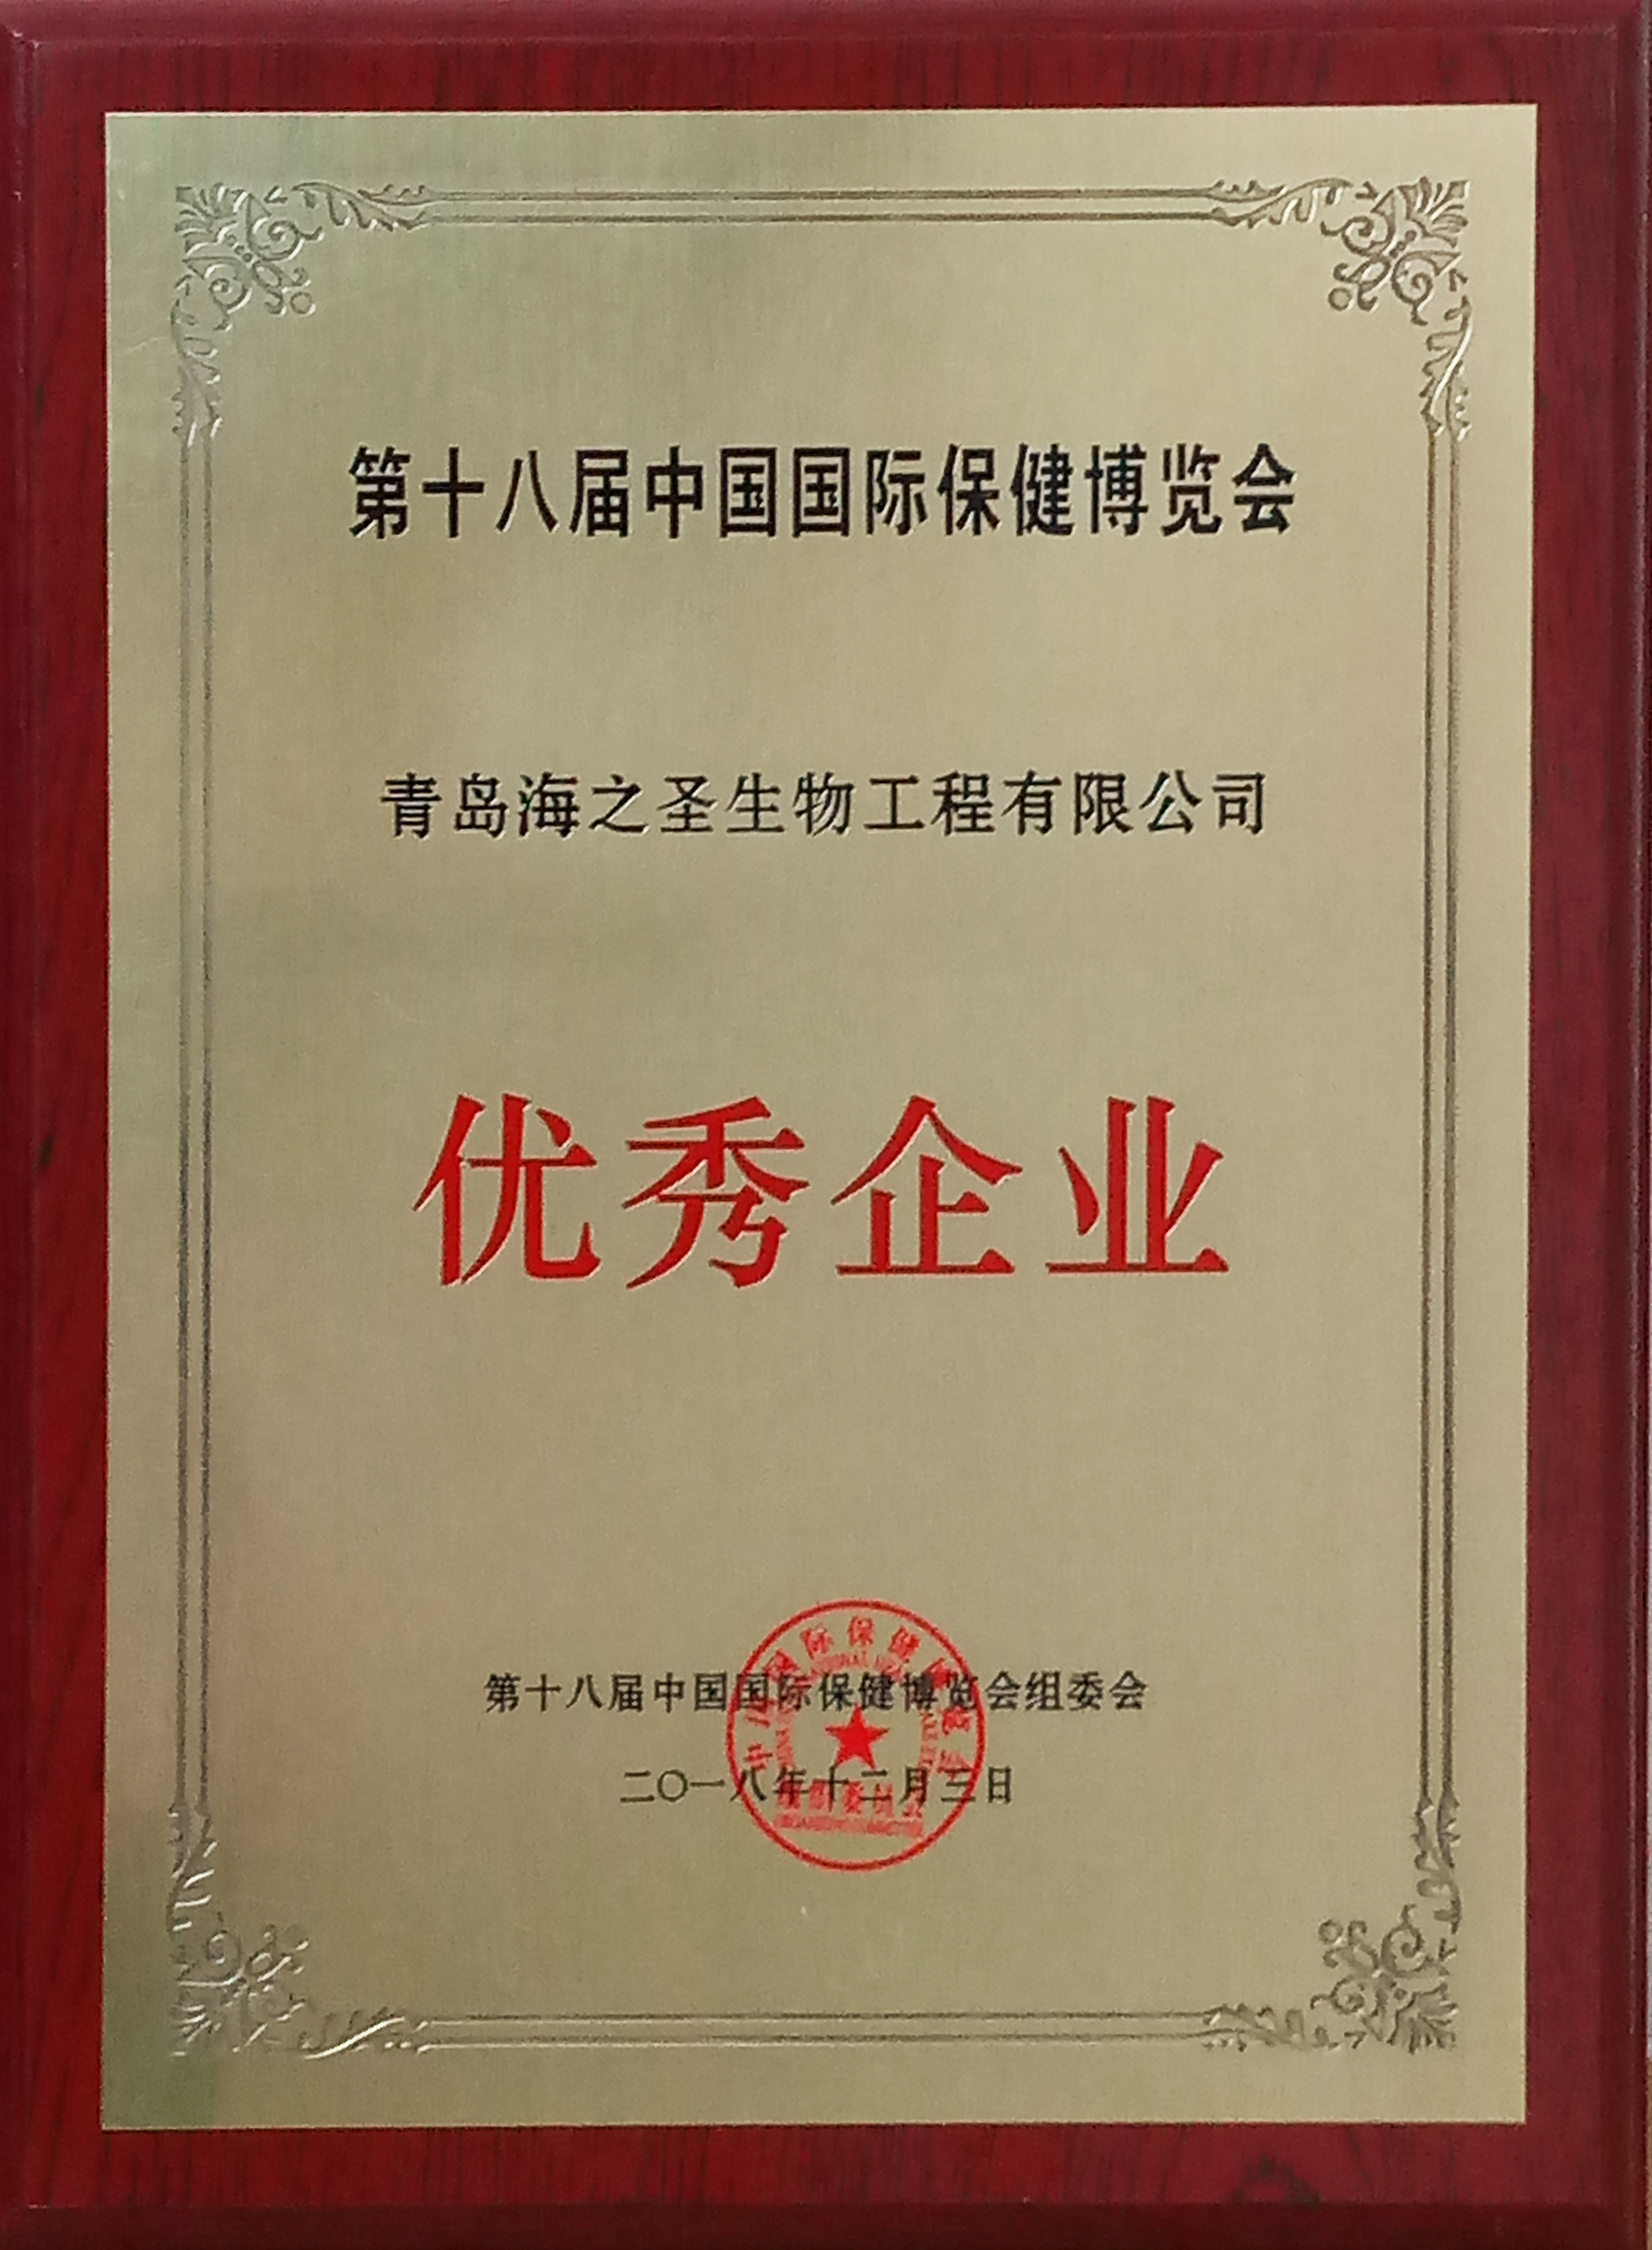 第十八届中国国际保健博览会
青岛海之圣生物工程有限公司
优秀企业
第十八届中国国际保健博览会组委会
二〇一八年十二月三日